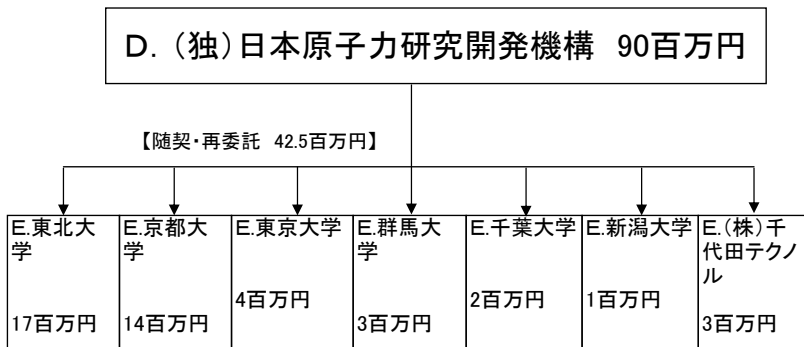 D.（独）日本原子力研究開発機構　90百万円
【随契・再委託　42.5百万円】
E.東北大
学
17百万円
E.京都大
学
14百万円
E.東京大学
4百万円
E.群馬大
学
3百万円
E.千葉大学
2百万円
E.新潟大学
1百万円
E.（株）千
代田テクノ
ル
3百万円